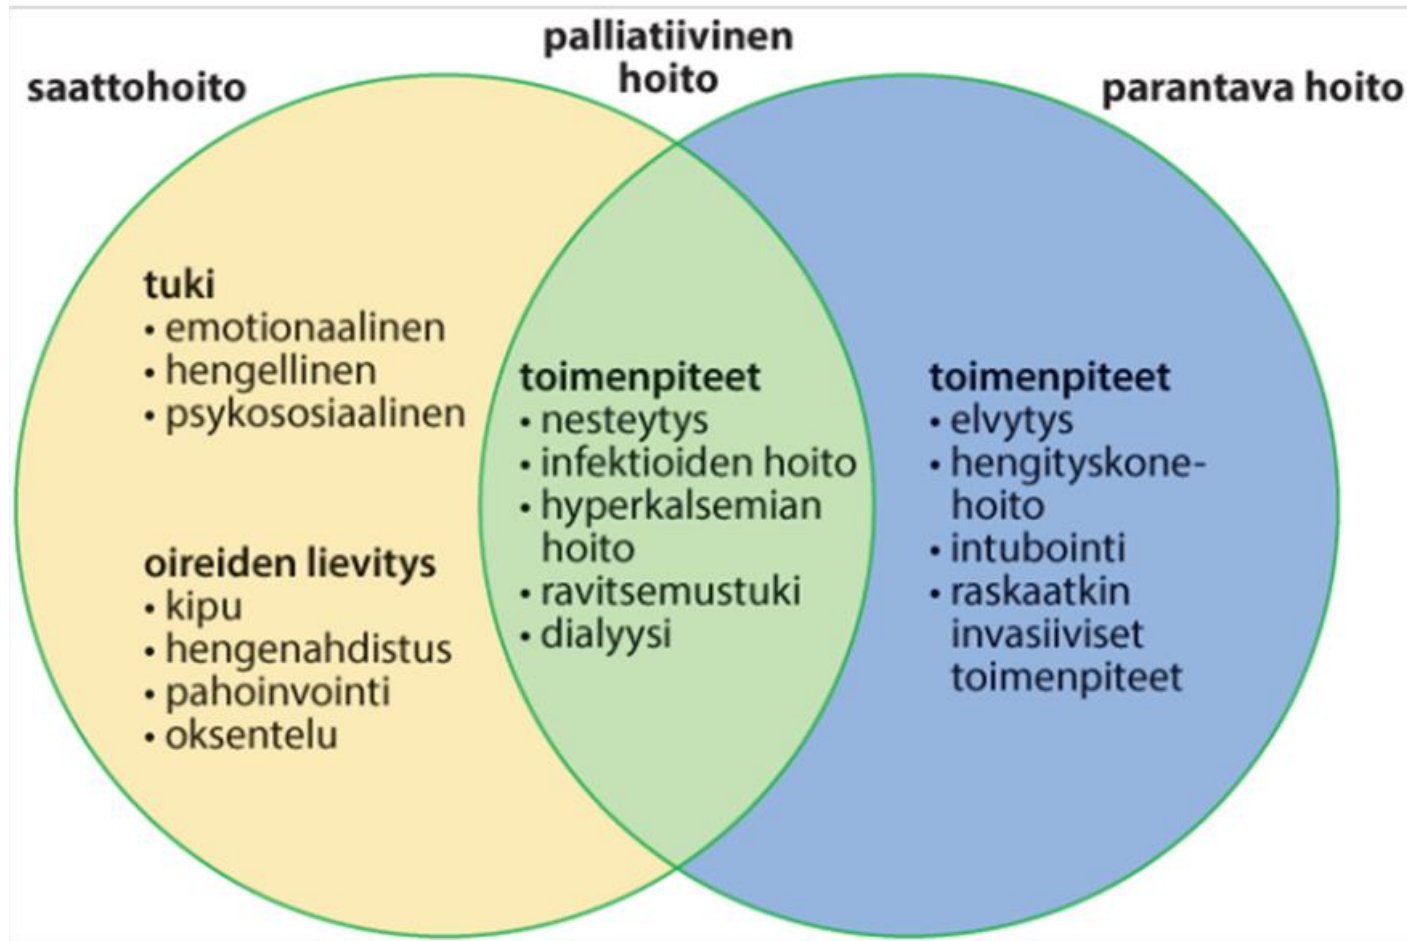 palliatiivinen
hoito
saattohoito
parantava hoito
tuki
• emotionaalinen
• hengellinen
• psykososiaalinen
oireiden lievitys
• kipu
• hengenahdistus
• pahoinvointi
• oksentelu
toimenpiteet
• nesteytys
• infektioiden hoito
• hyperkalsemian
hoito
• ravitsemustuki
• dialyysi
toimenpiteet
• elvytys
• hengityskone-
hoito
• intubointi
• raskaatkin
invasiiviset
toimenpiteet